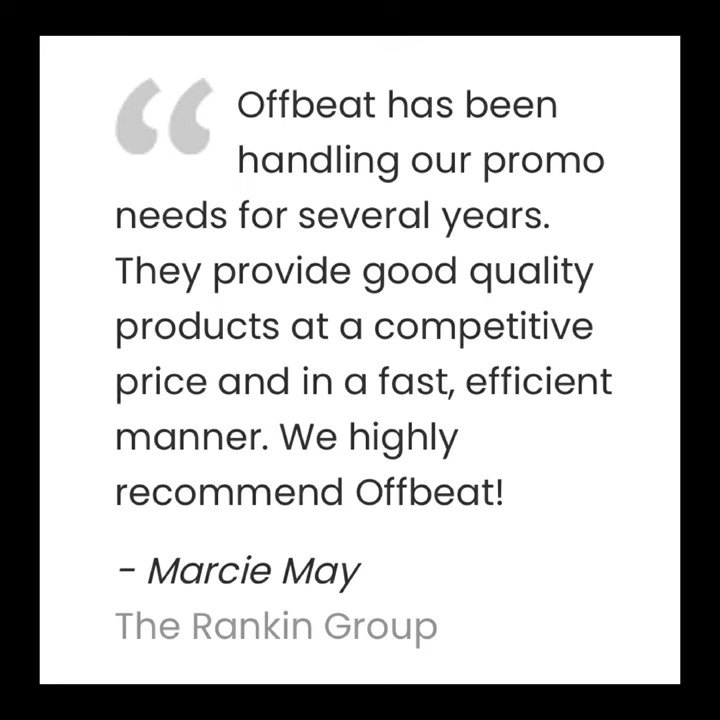 “ Offbeat has been
handling our promo
needs for several years.
They provide good quality
products at a competitive
price and in a fast, efficient
manner. We highly
recommend Offbeat!
- Marcie May
The Rankin Group